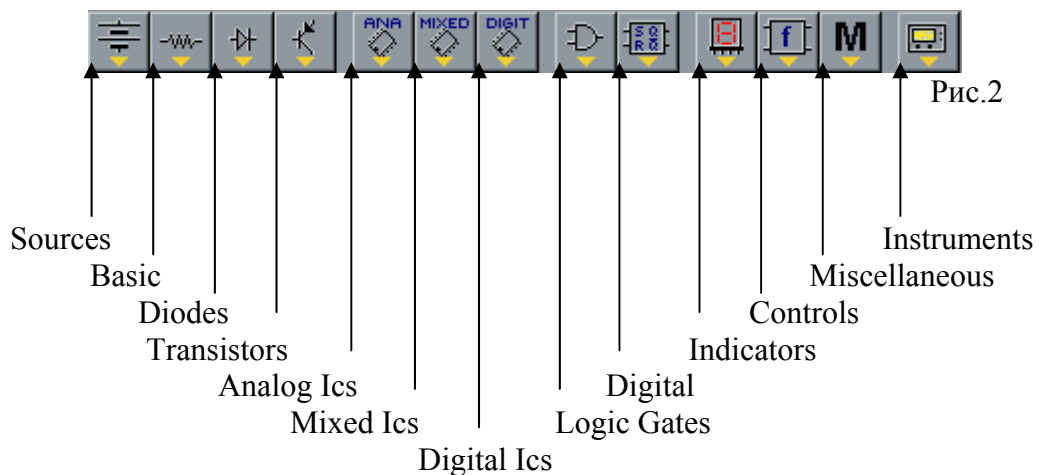 ANA MIXED DIGIT
S Q
R Q
f
M
Рис.2
Sources
Instruments
Basic
Miscellaneous
Diodes
Controls
Transistors
Indicators
Analog Ics
Digital
Mixed Ics
Logic Gates
Digital Ics